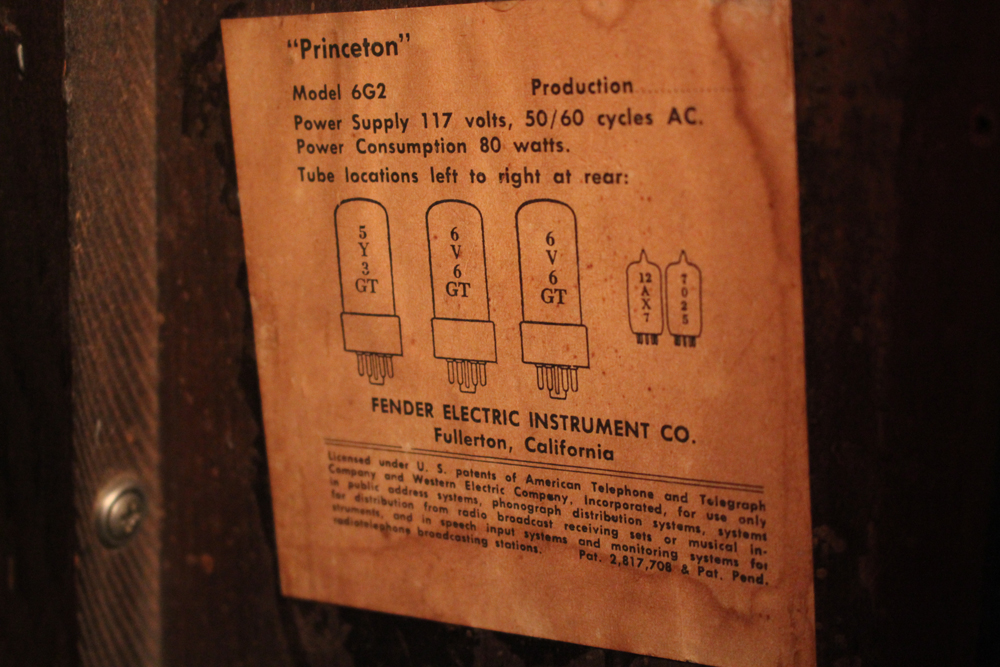 “Princeton”
Model 6G2 Production
Power Supply 117 volts, 50/60 cycles AC.
Power Consumption 80 watts.
Tube locations left to right at rear:
5
Y
3
GT
6
V
6
GT
6
V
6
GT
12
A
X
7
7
0
2
5
FENDER ELECTRIC INSTRUMENT CO.
Fullerton, California
Licensed under U. S. patents of American Telephone and Telegraph
Company and Western Electric Company, Incorporated, for use only
in public address systems, phonograph distribution systems, systems
for distribution from radio broadcast receiving sets or musical in-
struments, and in speech input systems and monitoring systems for
radiotelephone broadcasting stations. Pat. 2,817,708 & Pat. Pend.